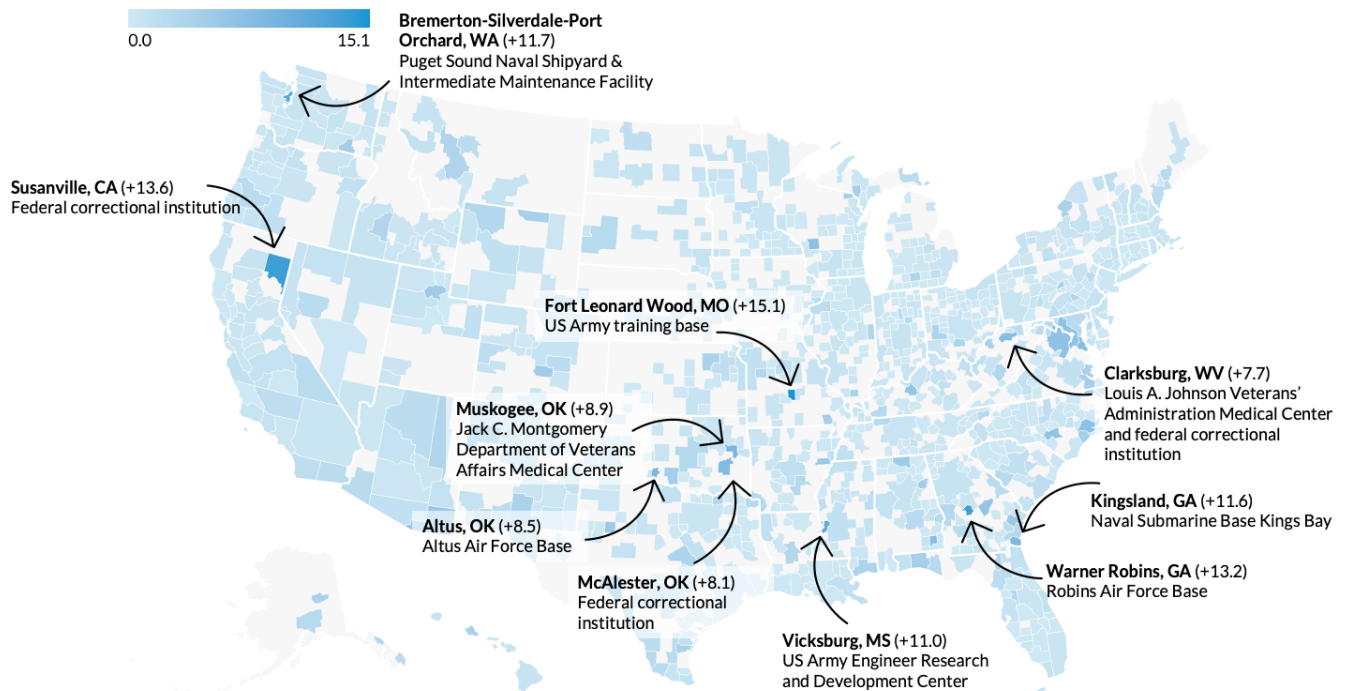 0.0
15.1
Bremerton-Silverdale-Port
Orchard, WA (+11.7)
Puget Sound Naval Shipyard &
Intermediate Maintenance Facility
Susanville, CA (+13.6)
Federal correctional institution
Fort Leonard Wood, MO (+15.1)
US Army training base
Clarksburg, WV (+7.7)
Louis A. Johnson Veterans’
Administration Medical Center
and federal correctional
institution
Muskogee, OK (+8.9)
Jack C. Montgomery
Department of Veterans
Affairs Medical Center
Kingsland, GA (+11.6)
Naval Submarine Base Kings Bay
Altus, OK (+8.5)
Altus Air Force Base
Warner Robins, GA (+13.2)
Robins Air Force Base
McAlester, OK (+8.1)
Federal correctional
institution
Vicksburg, MS (+11.0)
US Army Engineer Research
and Development Center